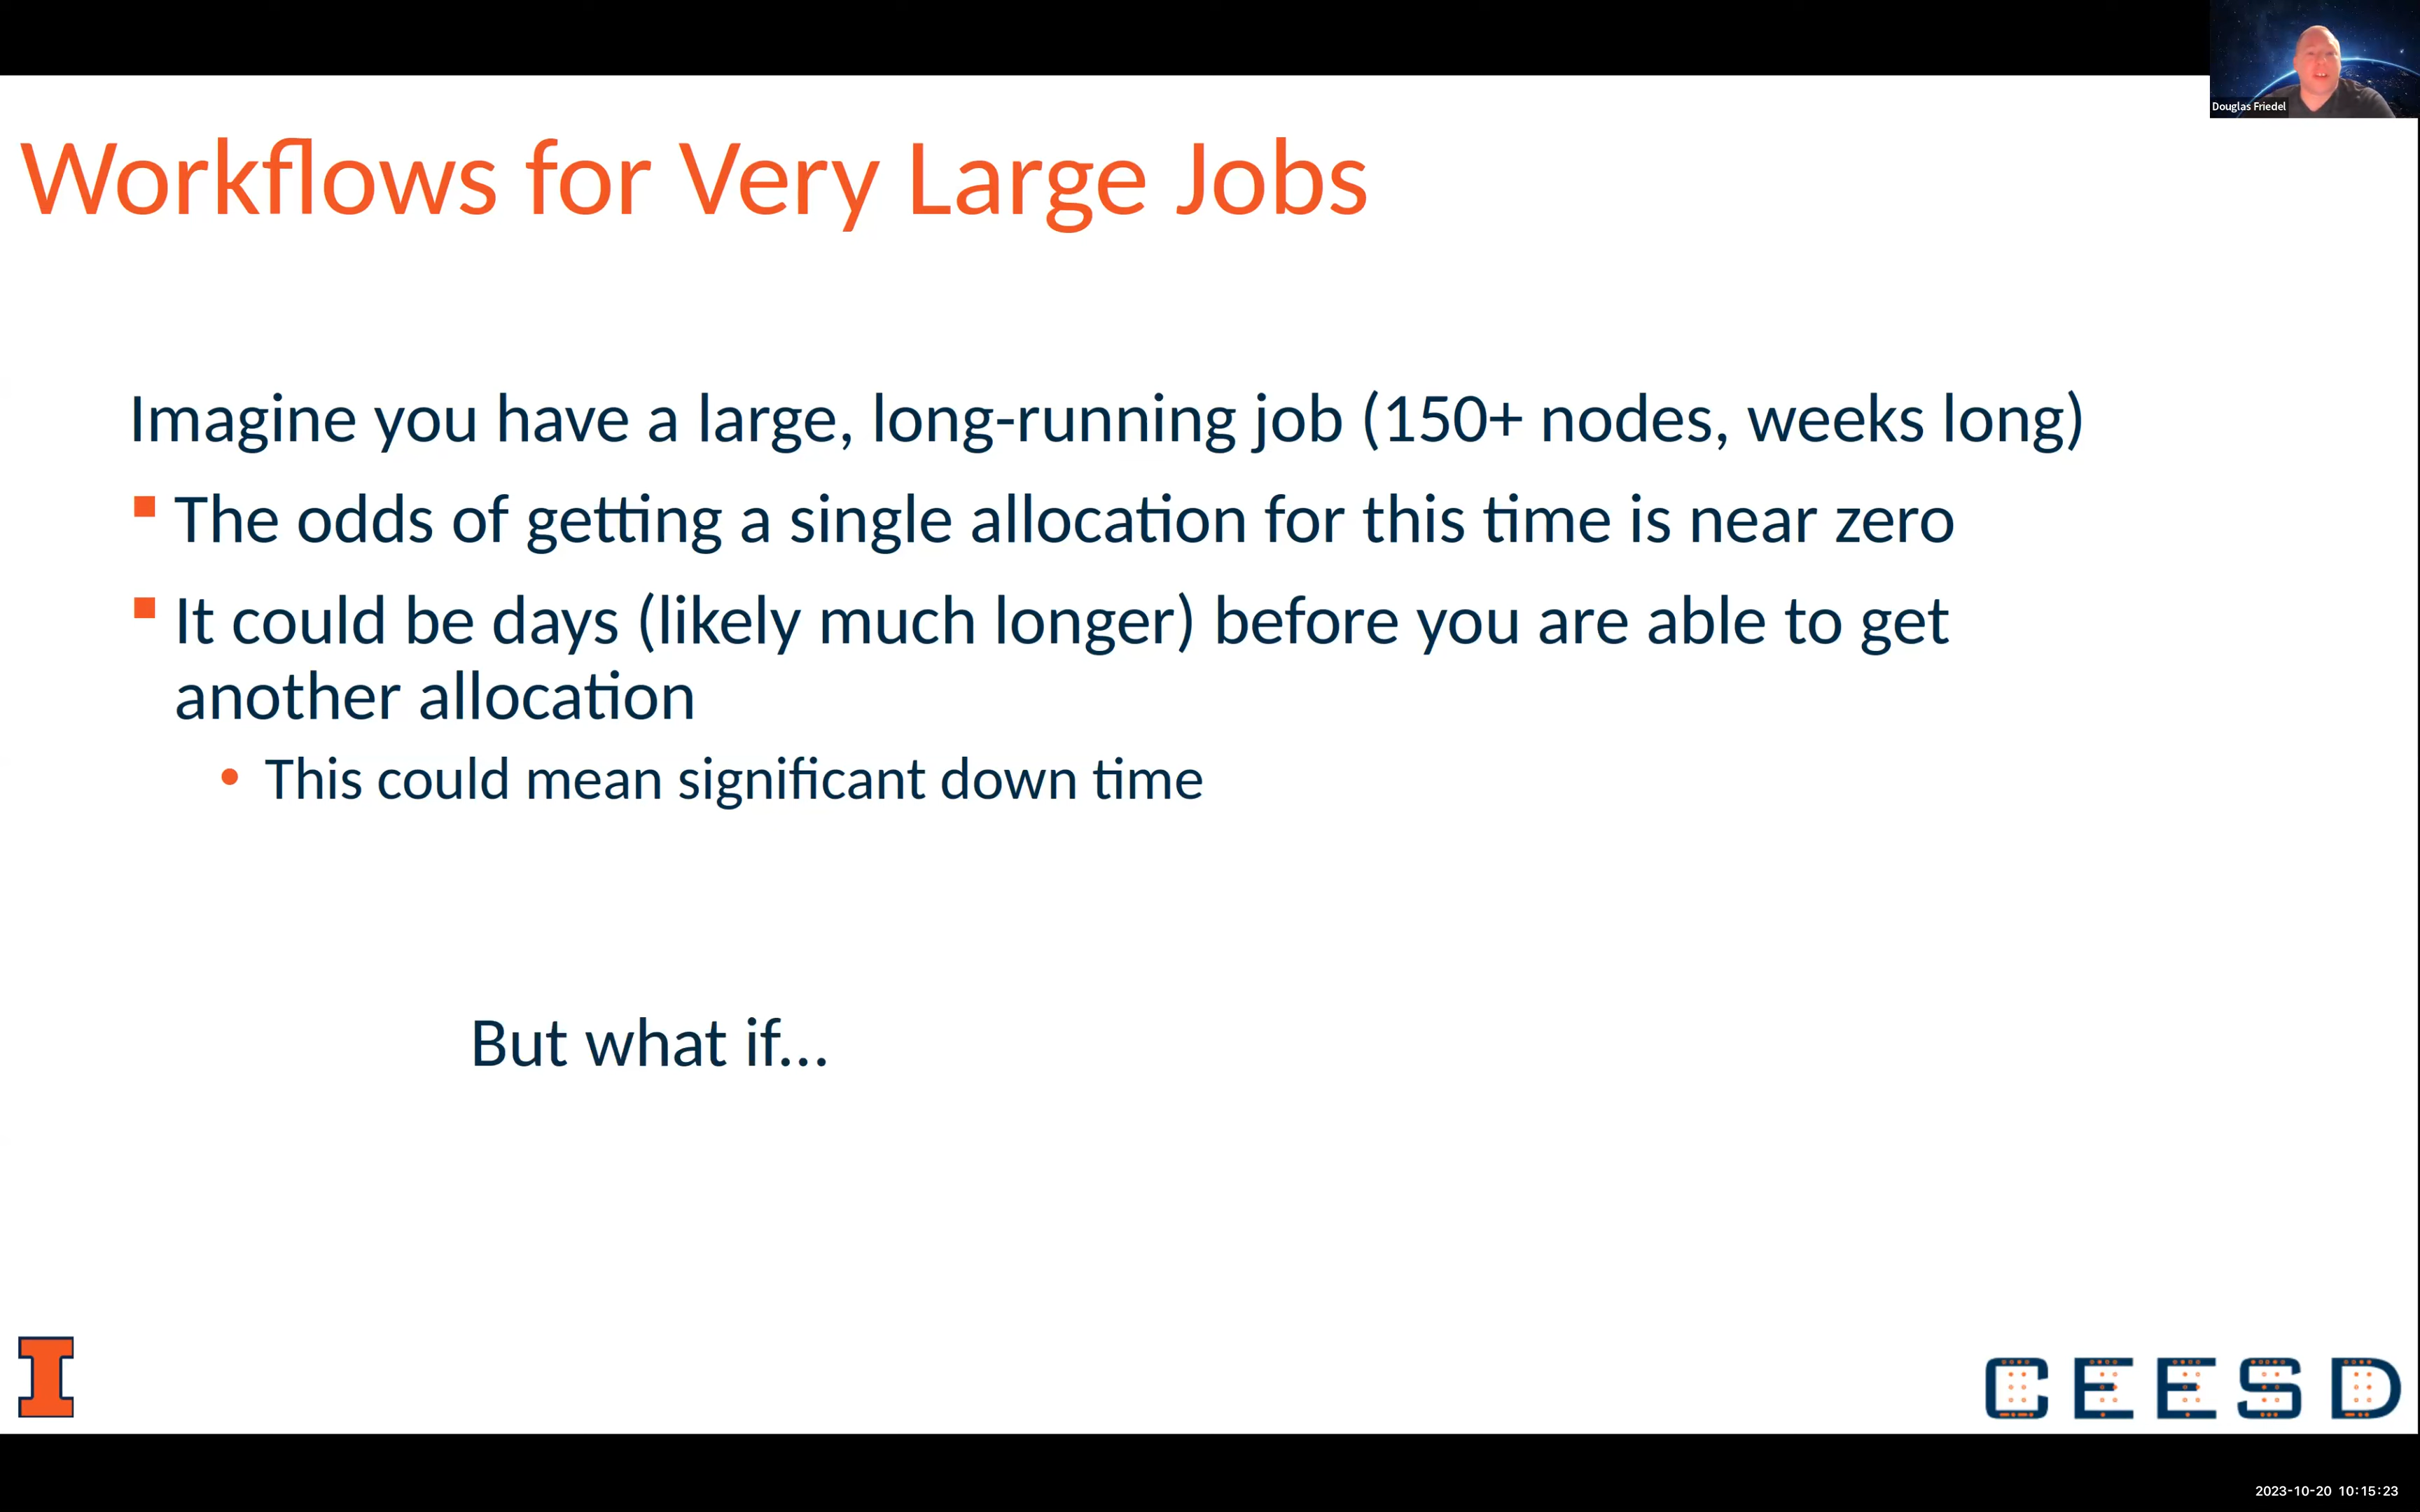 Douglas Friedel
Workflows for Very Large Jobs
Imagine you have a large, long-running job (150+ nodes, weeks long)
The odds of getting a single allocation for this time is near zero
It could be days (likely much longer) before you are able to get
another allocation
This could mean significant down time
But what if...
I
CEESD
2023-10-20 10:15:23